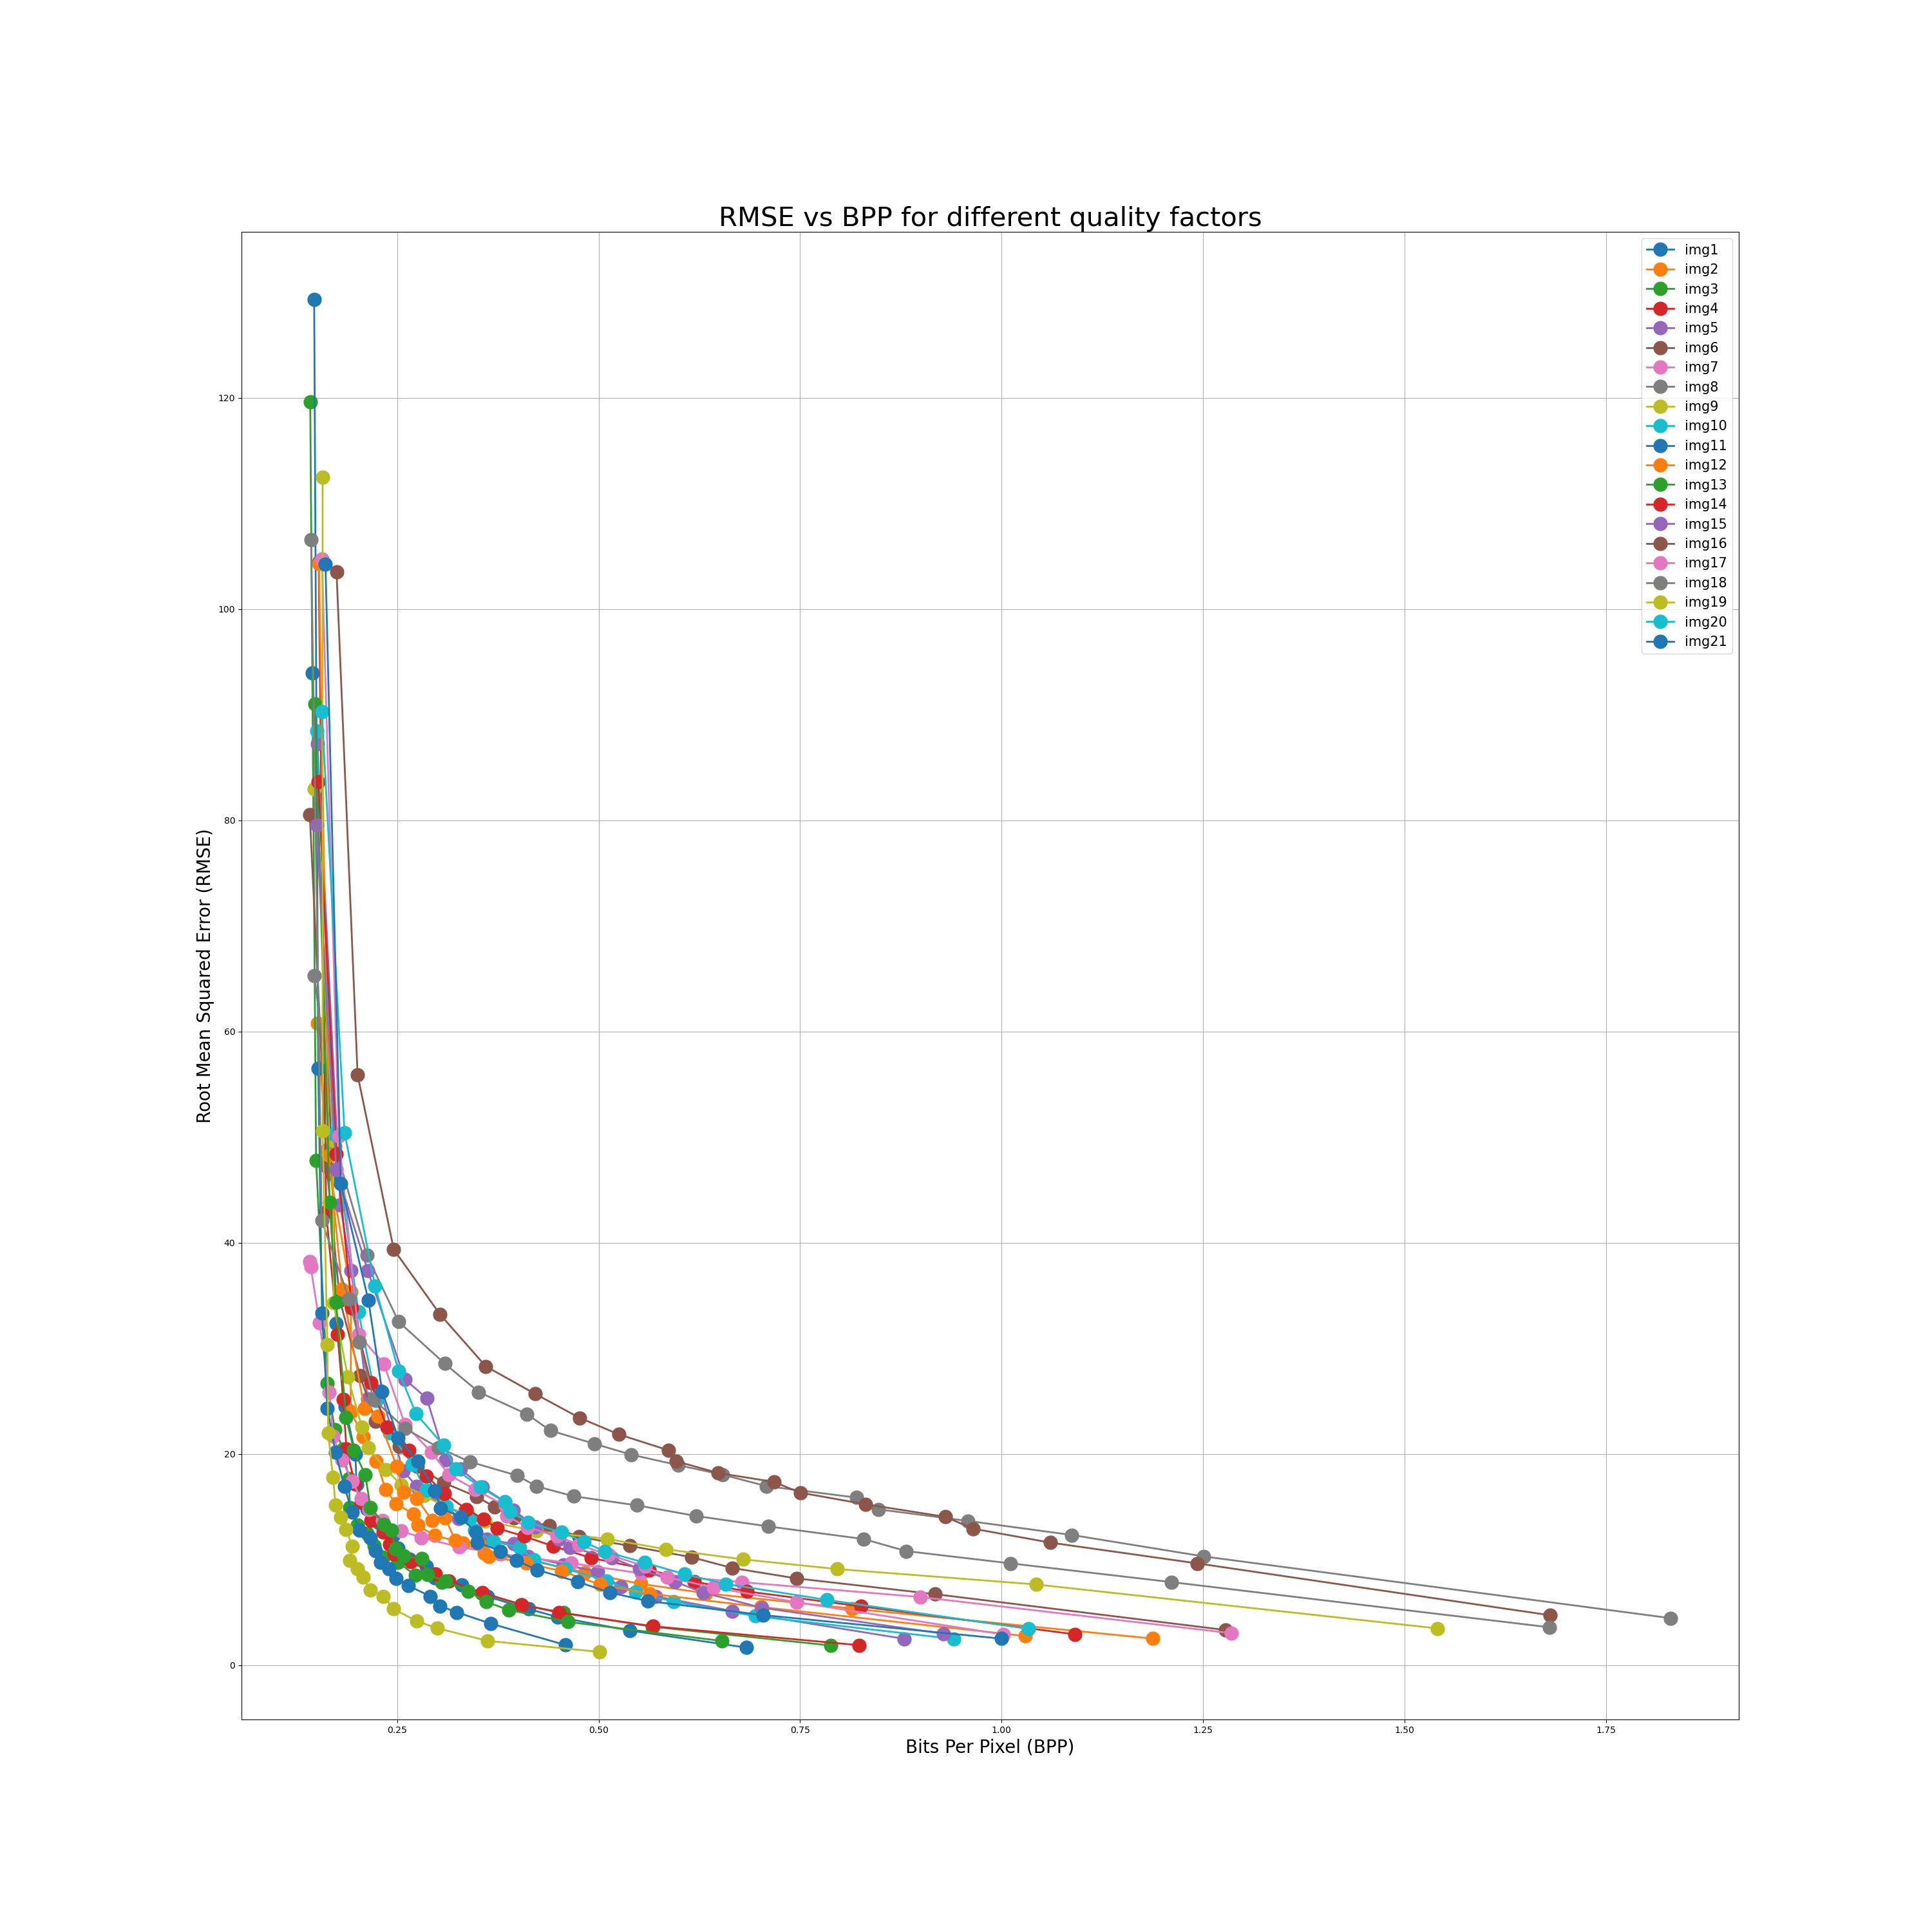 RMSE vs BPP for different quality factors
img1
img2
img3
img4
img5
img6
img7
img8
img9
img10
img11
img12
img13
img14
img15
img16
img17
img18
img19
img20
img21
120
100
80
60
40
20
0
Root Mean Squared Error (RMSE)
0.25 0.50 0.75 1.00 1.25 1.50 1.75
Bits Per Pixel (BPP)